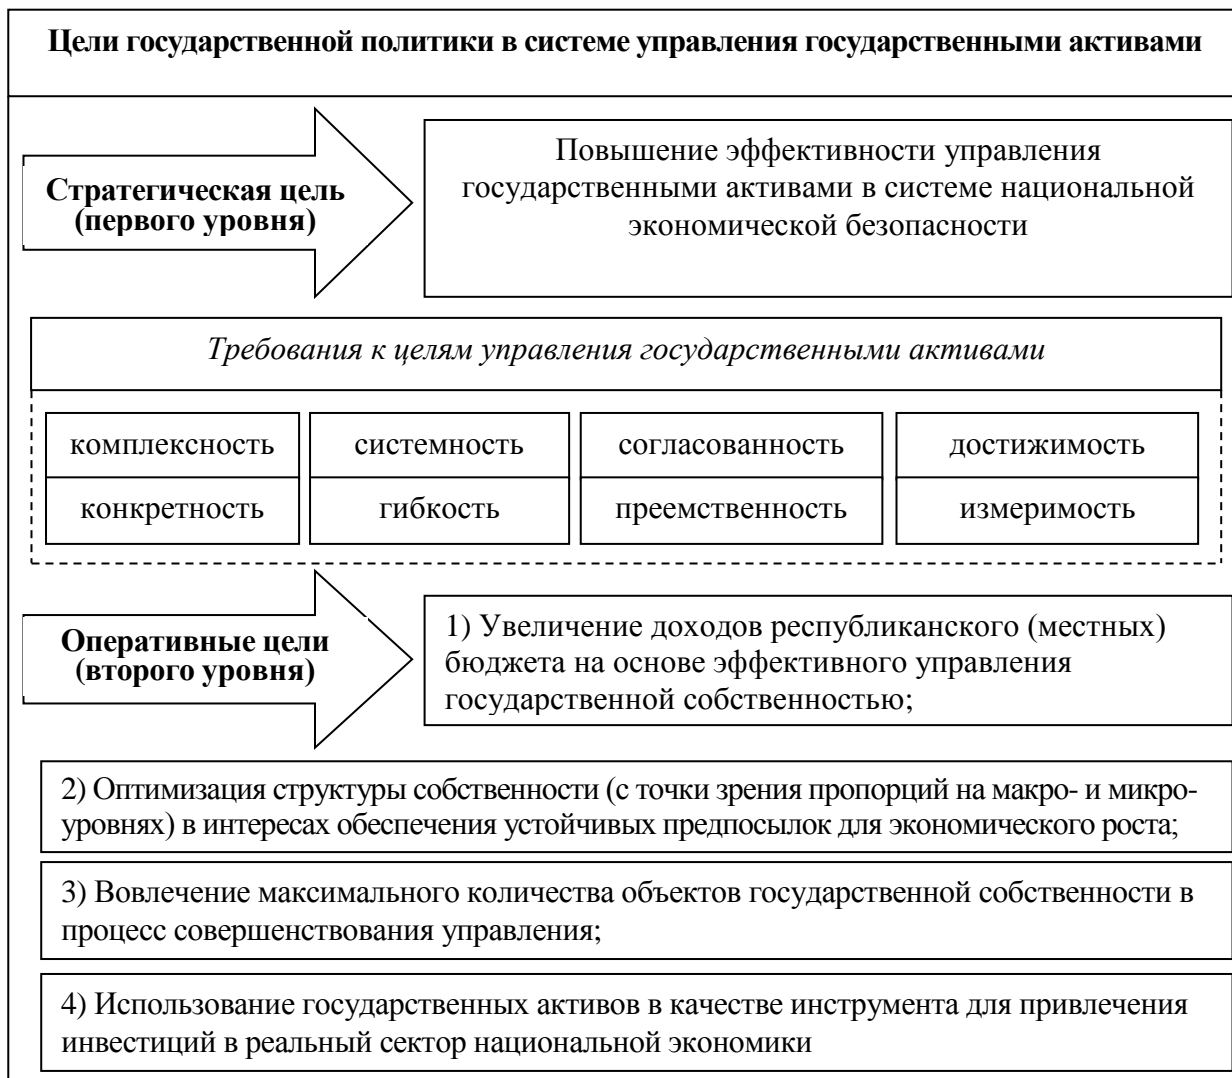 Цели государственной политики в системе управления государственными активами
Стратегическая цель
(первого уровня)
Повышение эффективности управления
государственными активами в системе национальной
экономической безопасности
Требования к целям управления государственными активами
комплексность
системность
согласованность
достижимость
конкретность
гибкость
преемственность
измеримость
Оперативные цели
(второго уровня)
1) Увеличение доходов республиканского (местных)
бюджета на основе эффективного управления
государственной собственностью;
2) Оптимизация структуры собственности (с точки зрения пропорций на макро- и микро-
уровнях) в интересах обеспечения устойчивых предпосылок для экономического роста;
3) Вовлечение максимального количества объектов государственной собственности в
процесс совершенствования управления;
4) Использование государственных активов в качестве инструмента для привлечения
инвестиций в реальный сектор национальной экономики